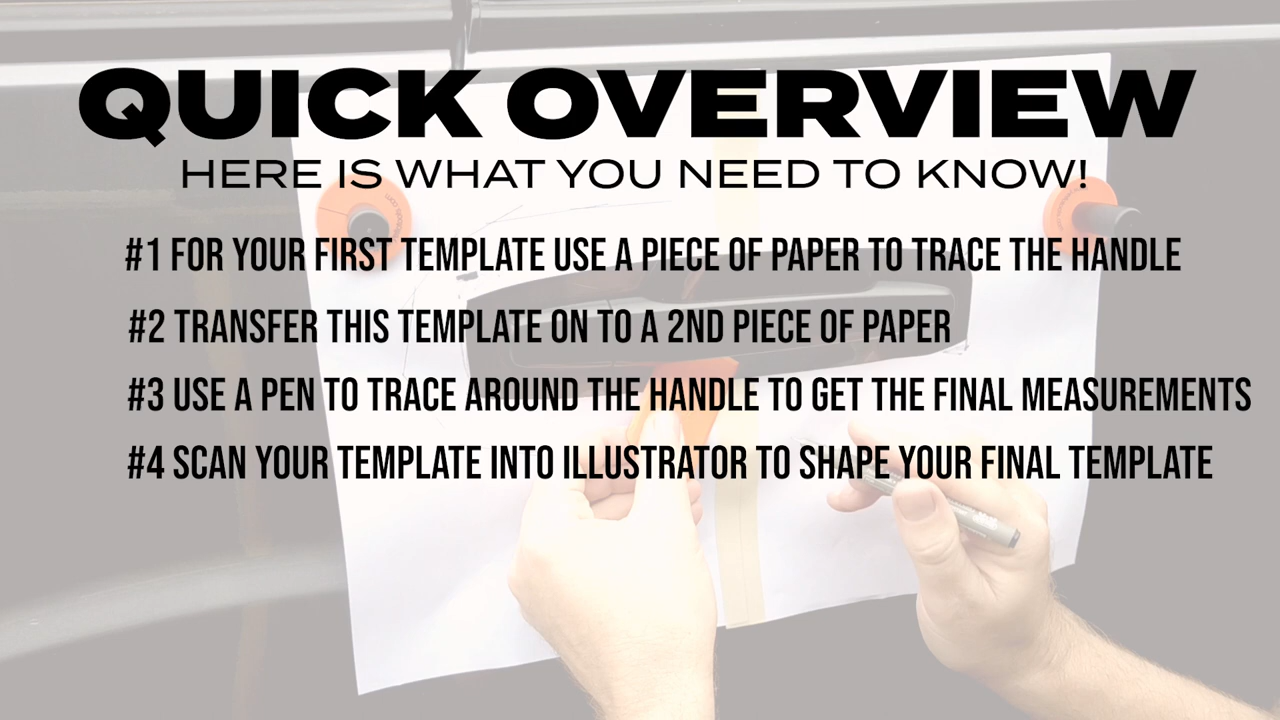 QUICK OVERVIEW
HERE IS WHAT YOU NEED TO KNOW!
#1 FOR YOUR FIRST TEMPLATE USE A PIECE OF PAPER TO TRACE THE HANDLE
#2 TRANSFER THIS TEMPLATE ON TO A 2ND PIECE OF PAPER
#3 USE A PEN TO TRACE AROUND THE HANDLE TO GET THE FINAL MEASUREMENTS
#4 SCAN YOUR TEMPLATE INTO ILLUSTRATOR TO SHAPE YOUR FINAL TEMPLATE